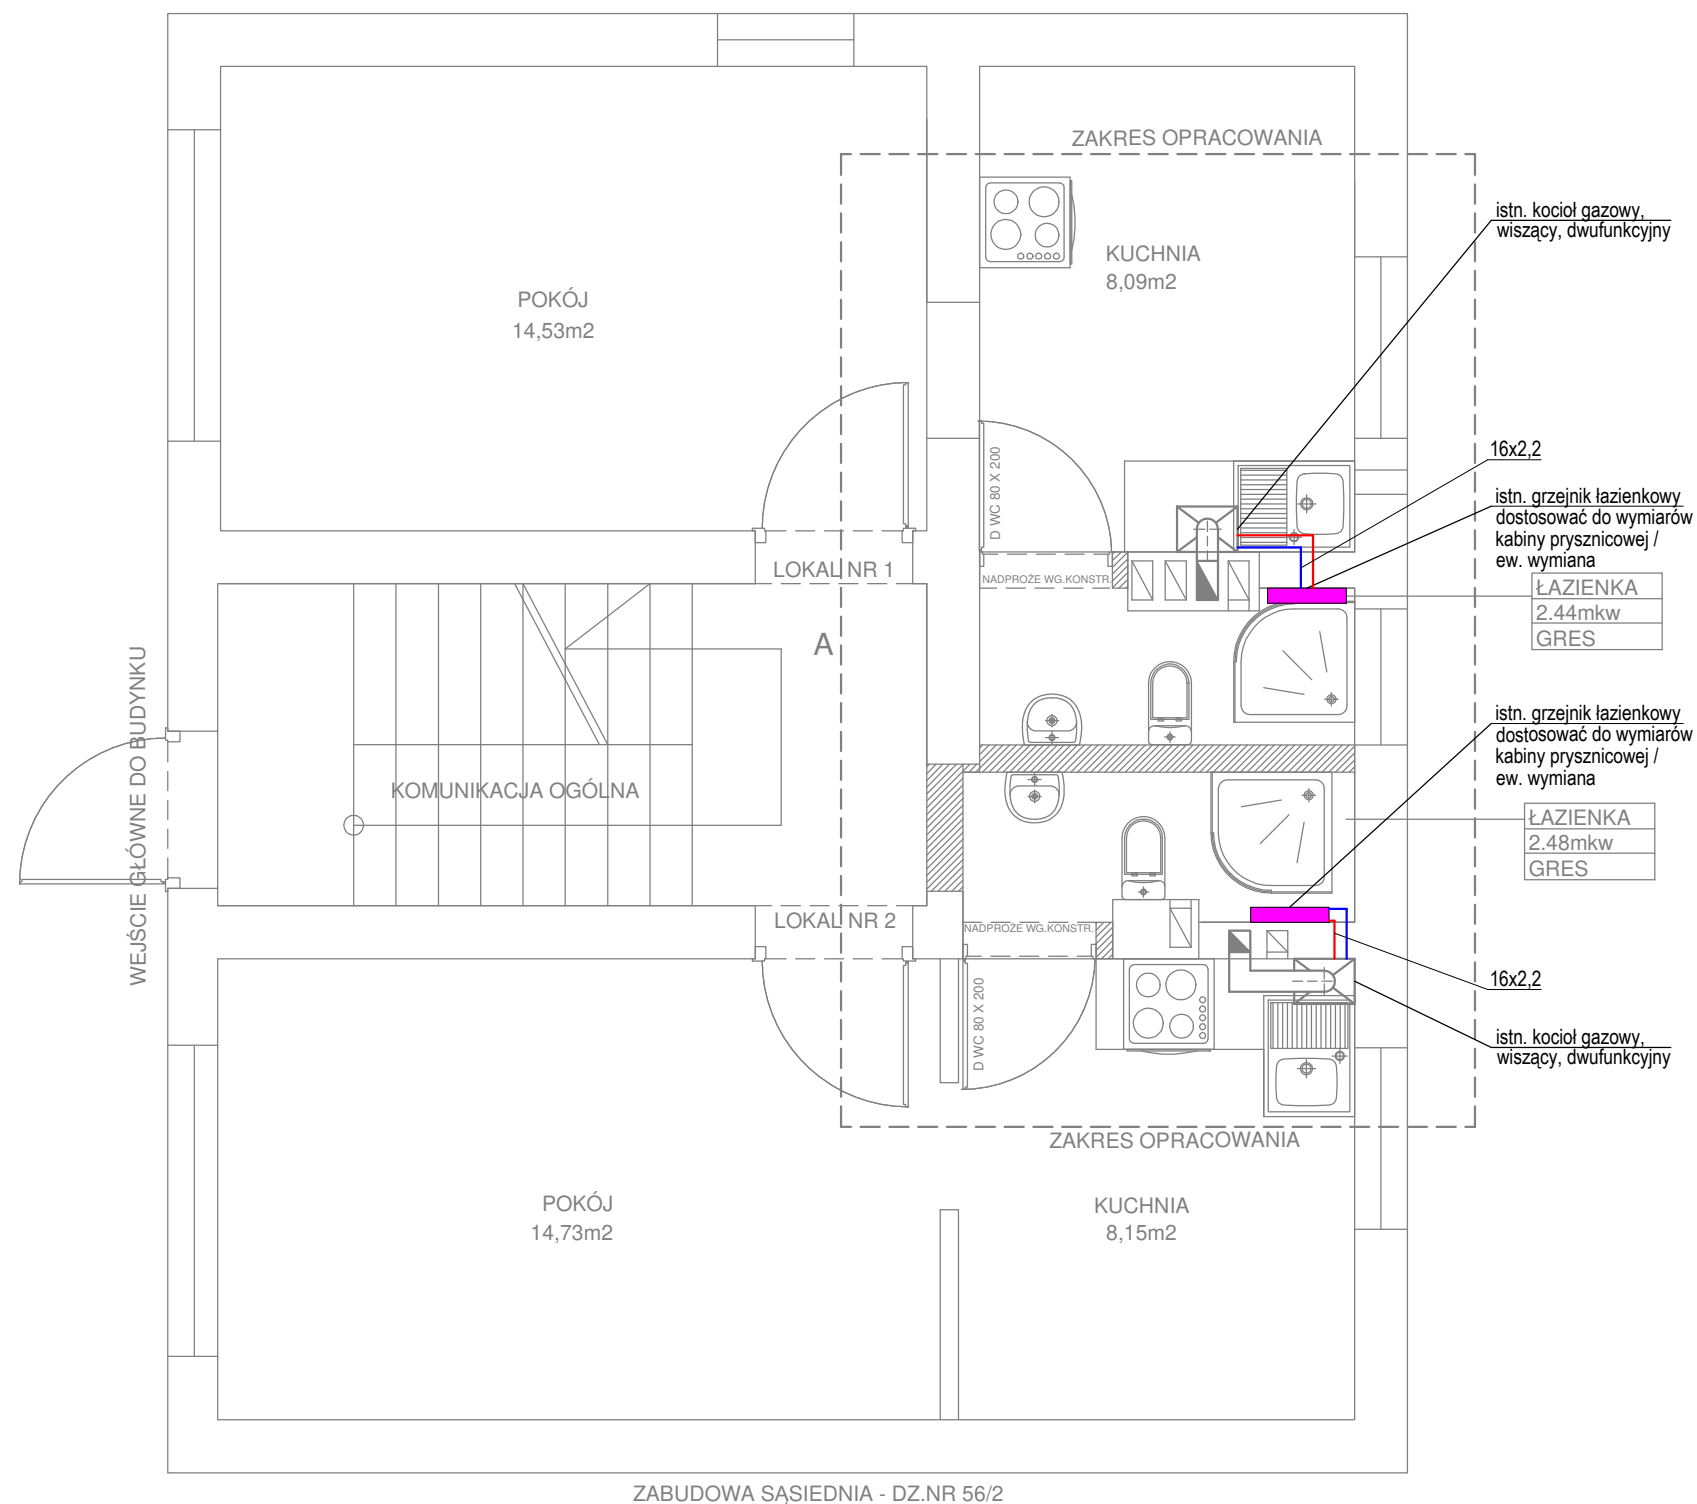 ZAKRES OPRACOWANIA
istn. kocioł gazowy,
wiszący, dwufunkcyjny
KUCHNIA
8,09m2
POKÓJ
14,53m2
D WC 80 X 200
16x2,2
istn. grzejnik łazienkowy
dostosować do wymiarów
kabiny prysznicowej /
ew. wymiana
LOKAL NR 1
NADPROŻE WG.KONSTR.
ŁAZIENKA
2.44mkw
GRES
A
WEJŚCIE GŁÓWNE DO BUDYNKU
istn. grzejnik łazienkowy
dostosować do wymiarów
kabiny prysznicowej /
ew. wymiana
KOMUNIKACJA OGÓLNA
ŁAZIENKA
2.48mkw
GRES
LOKAL NR 2
NADPROŻE WG.KONSTR.
D WC 80 X 200
16x2,2
istn. kocioł gazowy,
wiszący, dwufunkcyjny
ZAKRES OPRACOWANIA
POKÓJ
14,73m2
KUCHNIA
8,15m2
ZABUDOWA SĄSIEDNIA - DZ.NR 56/2